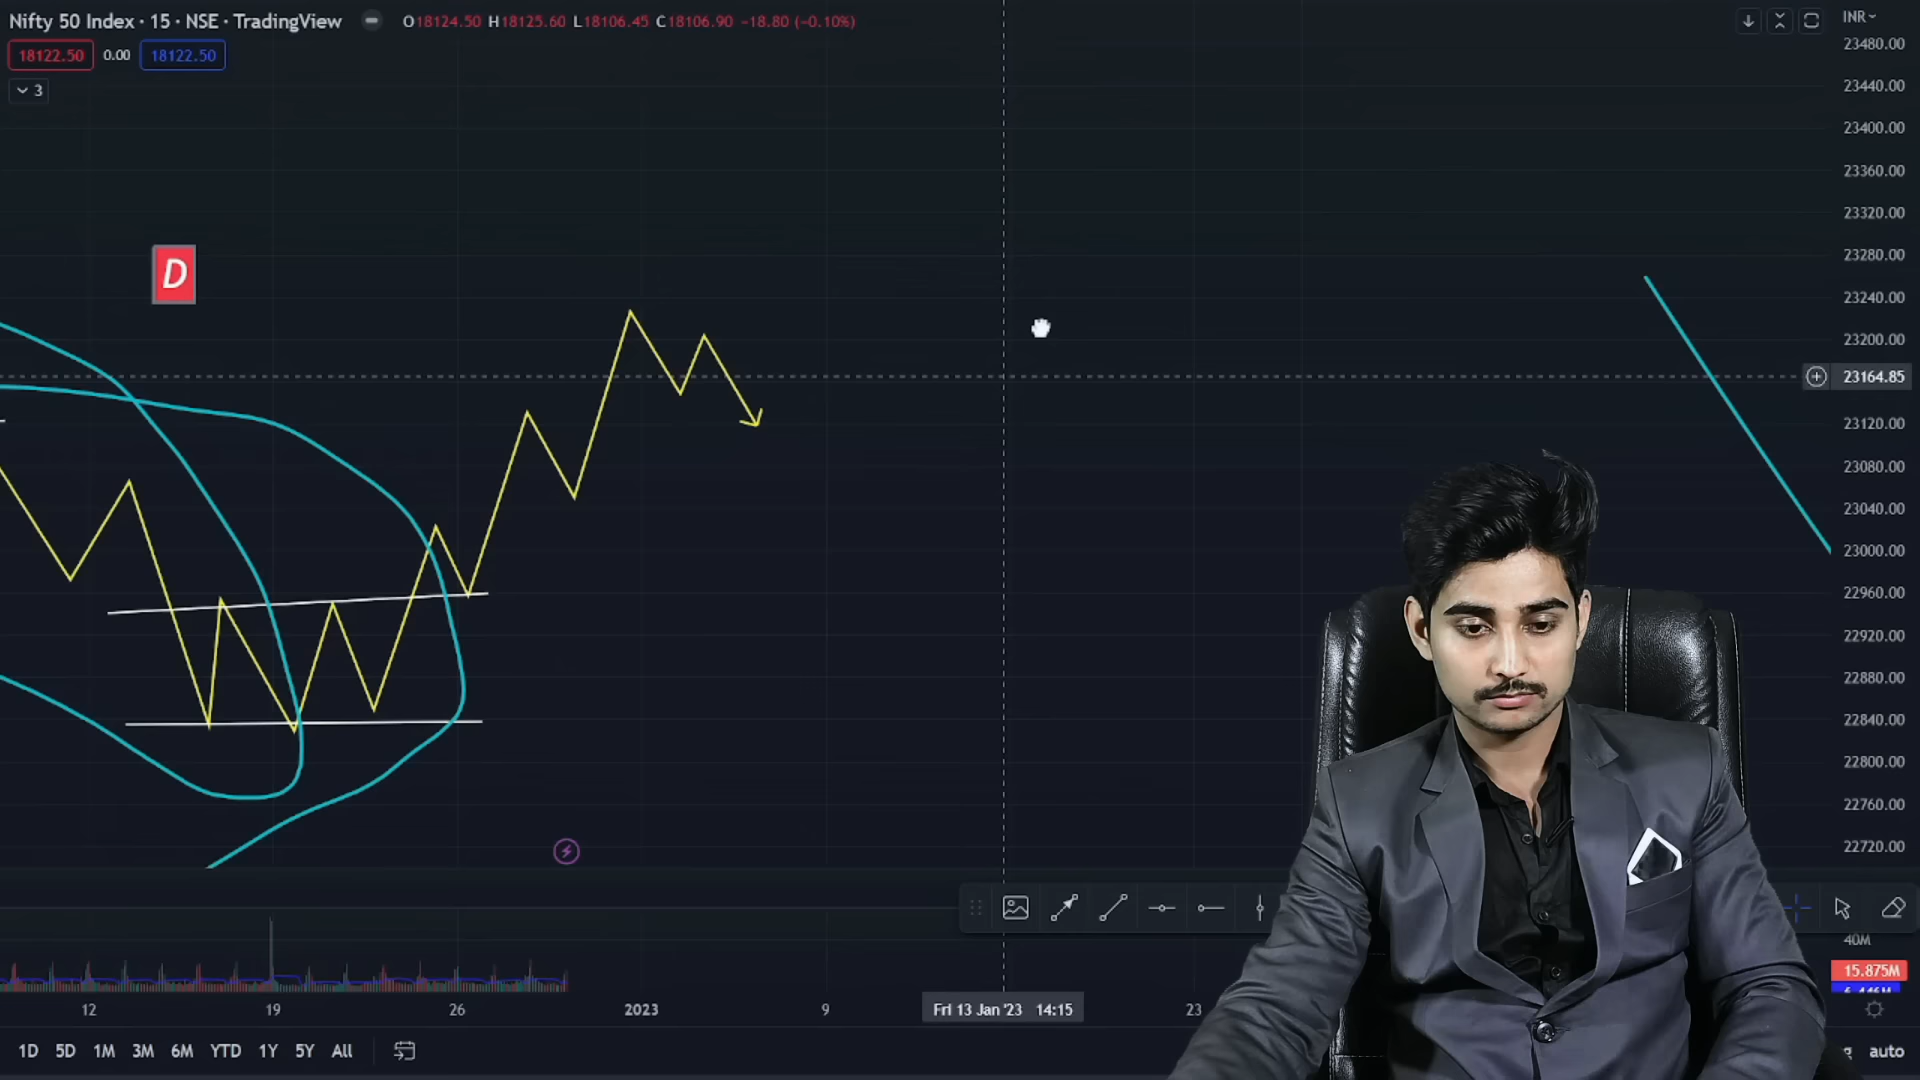 Nifty 50 Index · 15 · NSE · TradingView
O18124.50 H18125.60 L18106.45 C18106.90 −18.80 (−0.10%)
INR
18122.50 0.00 18122.50
3
D
23480.00
23440.00
23400.00
23360.00
23320.00
23280.00
23240.00
23200.00
23164.85
23120.00
23080.00
23040.00
23000.00
22960.00
22920.00
22880.00
22840.00
22800.00
22760.00
22720.00
40M
15.875M
12 19 26 2023 9 Fri 13 Jan '23 14:15 23
1D 5D 1M 3M 6M YTD 1Y 5Y All
auto